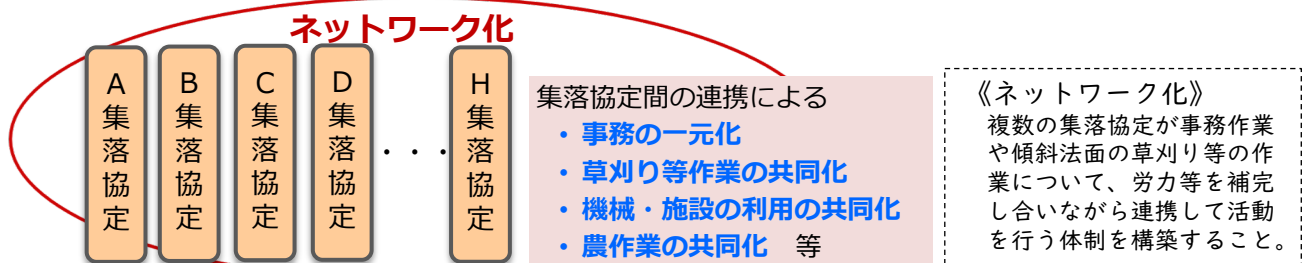 ネットワーク化
A集落協定
B集落協定
C集落協定
D集落協定
・・・
H集落協定
集落協定間の連携による
・事務の一元化
・草刈り等作業の共同化
・機械・施設の利用の共同化
・農作業の共同化　等
《ネットワーク化》
複数の集落協定が事務作業
や傾斜法面の草刈り等の作
業について、労力等を補完
し合いながら連携して活動
を行う体制を構築すること。